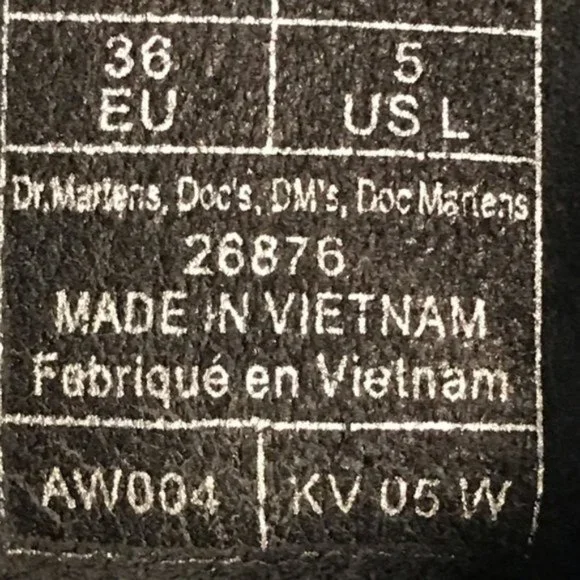 36 5
EU US L
Dr.Martens, Doc's, DM's, Doc Martens
26876
MADE IN VIETNAM
Fabriqué en Vietnam
AW004 KV 05 W